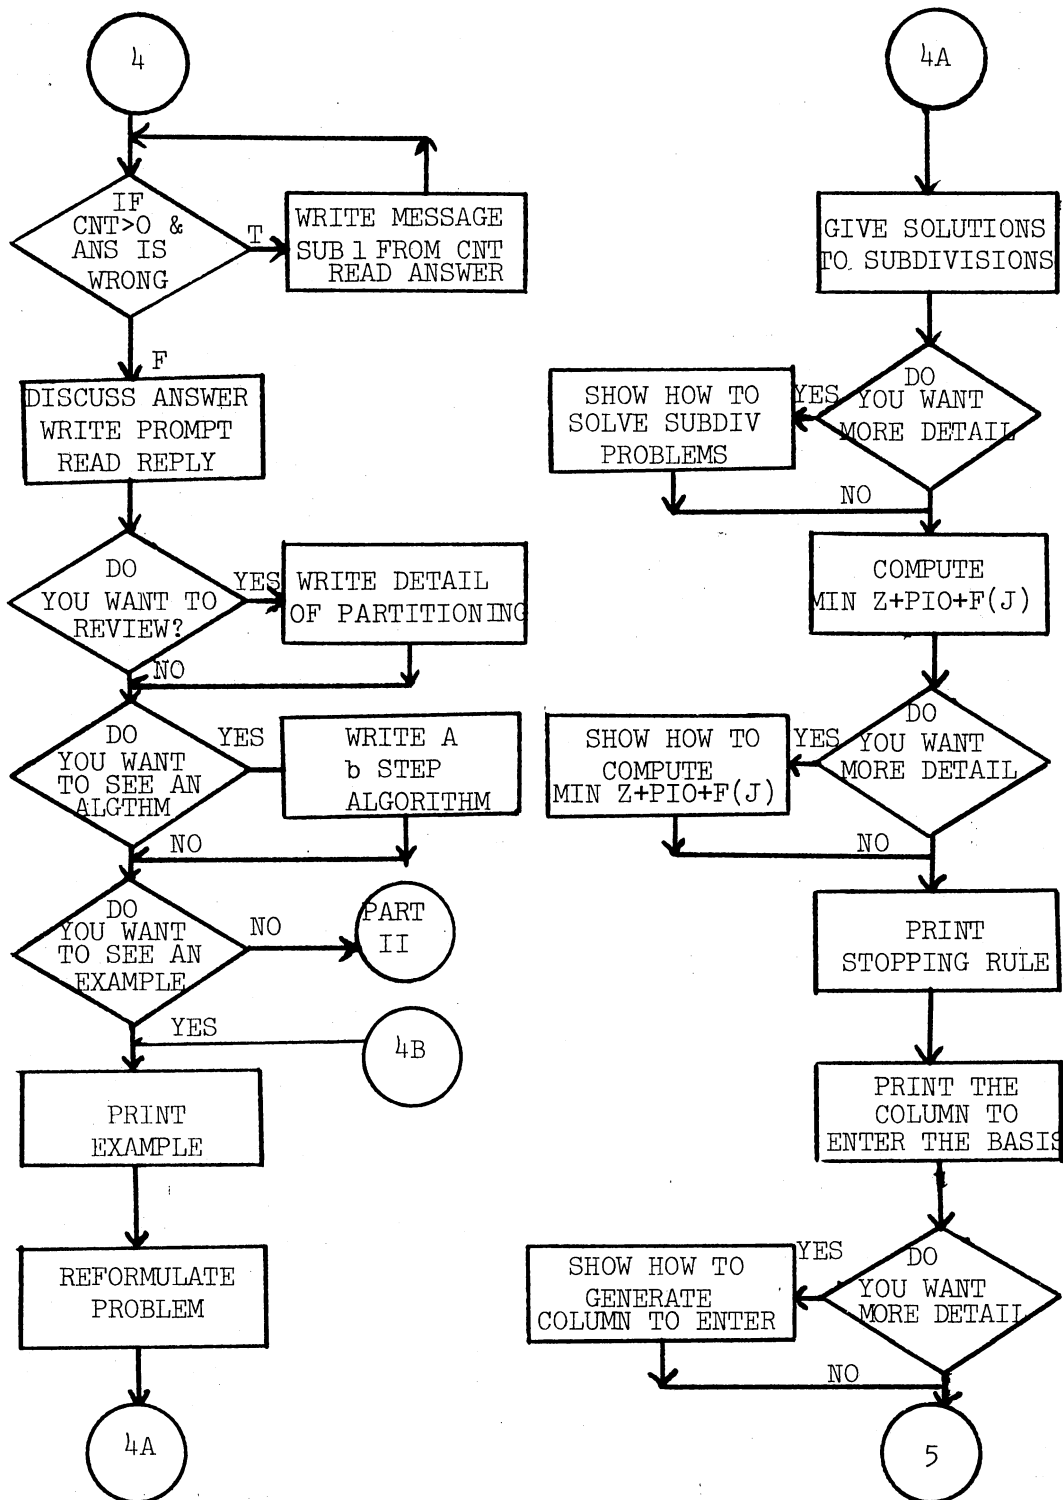 4
IF
CNT>0 &
ANS IS
WRONG
T
WRITE MESSAGE
SUB 1 FROM CNT
READ ANSWER
F
DISCUSS ANSWER
WRITE PROMPT
READ REPLY
DO
YOU WANT TO
REVIEW?
YES
WRITE DETAIL
OF PARTITIONING
NO
DO
YOU WANT
TO SEE AN
ALGTHM
YES
WRITE A
b STEP
ALGORITHM
NO
DO
YOU WANT
TO SEE AN
EXAMPLE
NO
PART
II
YES
4B
PRINT
EXAMPLE
REFORMULATE
PROBLEM
4A
4A
GIVE SOLUTIONS
TO SUBDIVISIONS
DO
YOU WANT
MORE DETAIL
YES
SHOW HOW TO
SOLVE SUBDIV
PROBLEMS
NO
COMPUTE
MIN Z+PIO+F(J)
DO
YOU WANT
MORE DETAIL
YES
SHOW HOW TO
COMPUTE
MIN Z+PIO+F(J)
NO
PRINT
STOPPING RULE
PRINT THE
COLUMN TO
ENTER THE BASIS
DO
YOU WANT
MORE DETAIL
YES
SHOW HOW TO
GENERATE
COLUMN TO ENTER
NO
5